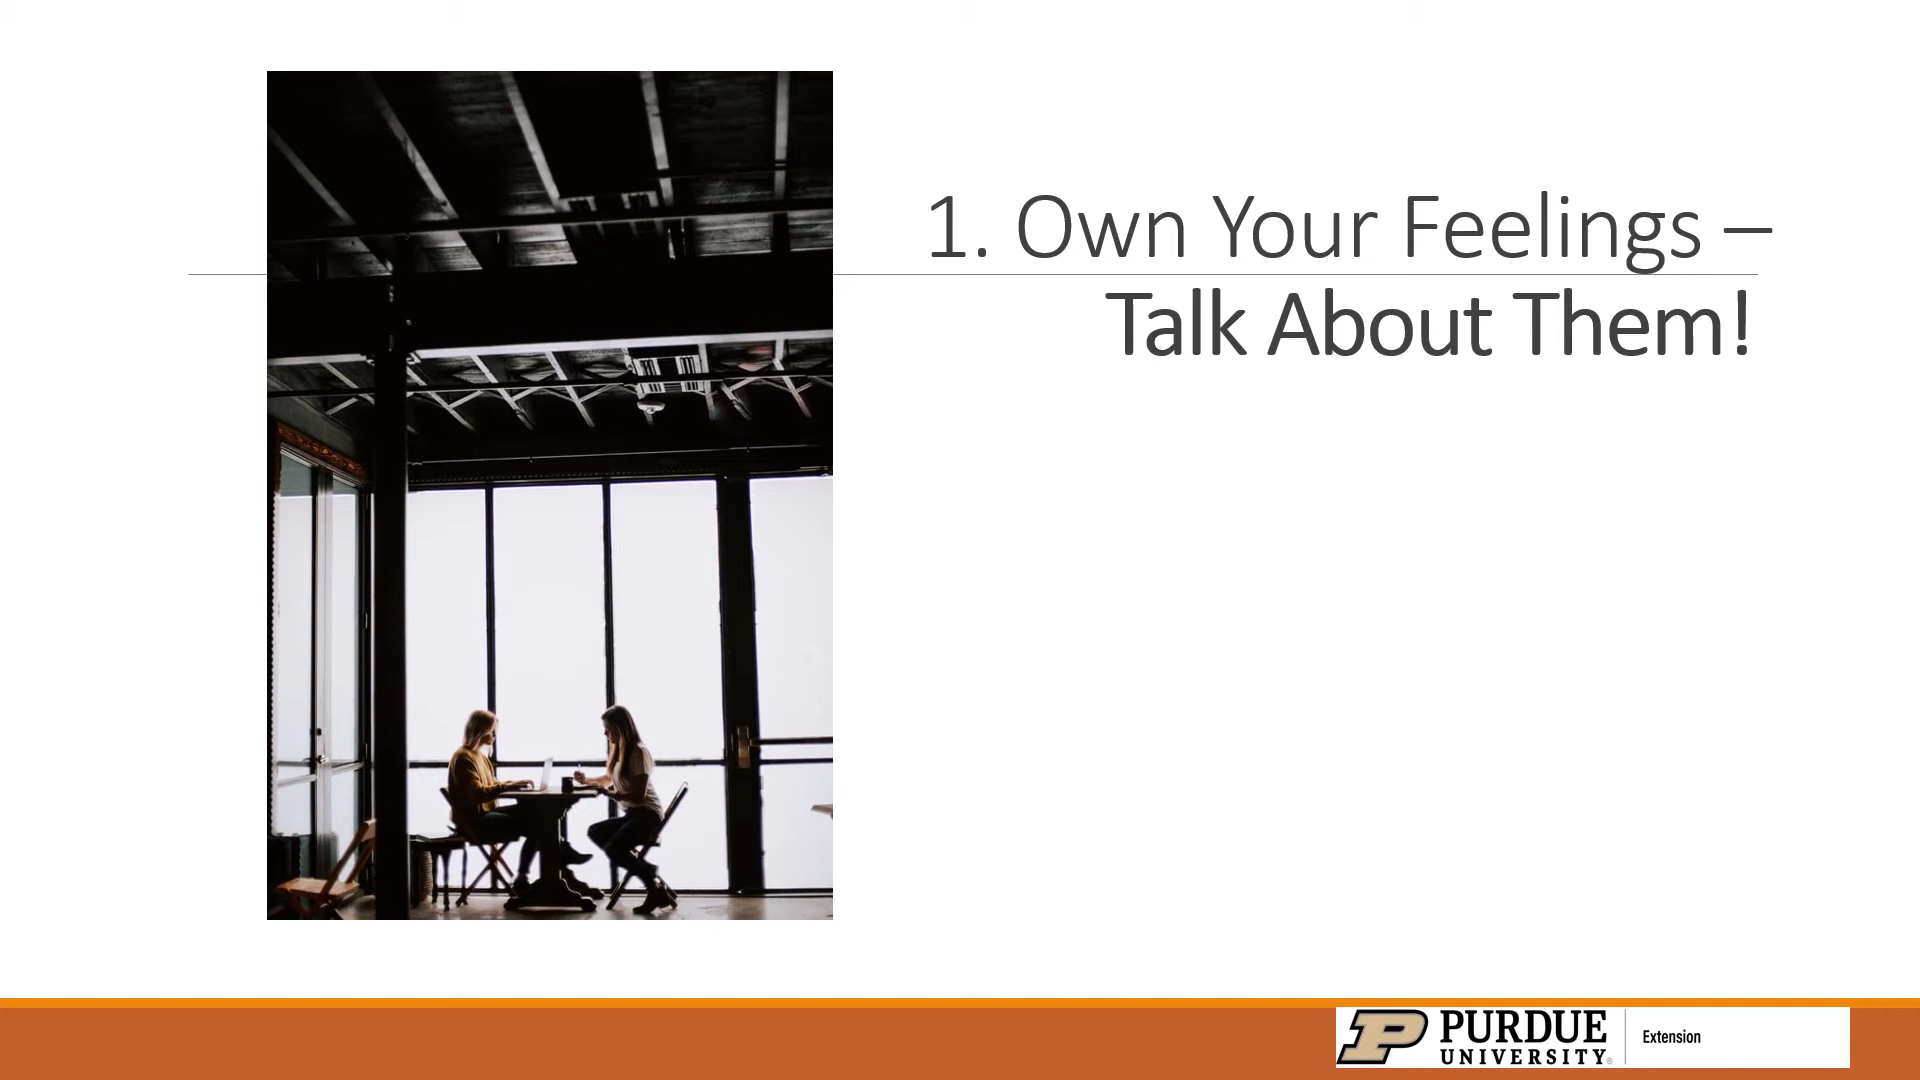 1. Own Your Feelings –
Talk About Them!
PURDUE
UNIVERSITY®
Extension